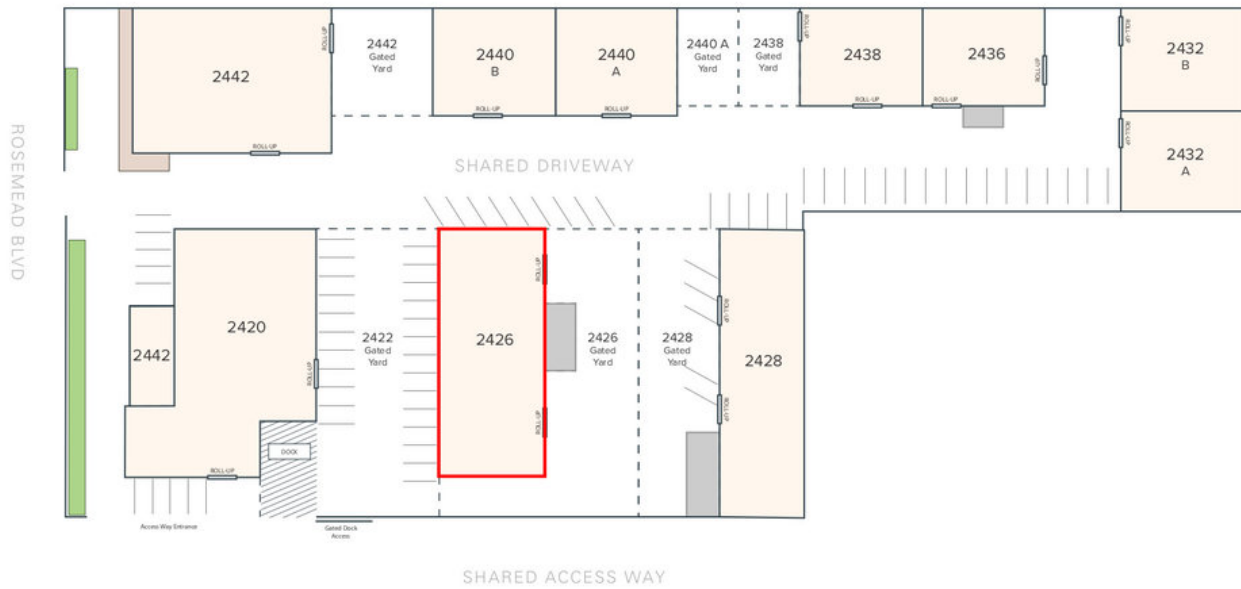 ROLL-UP
2442
2442
Gated
Yard
2440
B
2440
A
2440 A
Gated
Yard
2438
Gated
Yard
ROLL-UP
2438
2436
ROLL-UP
ROLL-UP
2432
B
ROLL-UP
ROLL-UP
ROLL-UP
ROLL-UP
ROLL-UP
ROLL-UP
2432
A
SHARED DRIVEWAY
ROSEMEAD BLVD
2420
2442
ROLL-UP
2422
Gated
Yard
ROLL-UP
2426
ROLL-UP
2426
Gated
Yard
2428
Gated
Yard
ROLL-UP
ROLL-UP
2428
DOCK
ROLL-UP
Access Way Entrance
Gated Dock
Access
SHARED ACCESS WAY